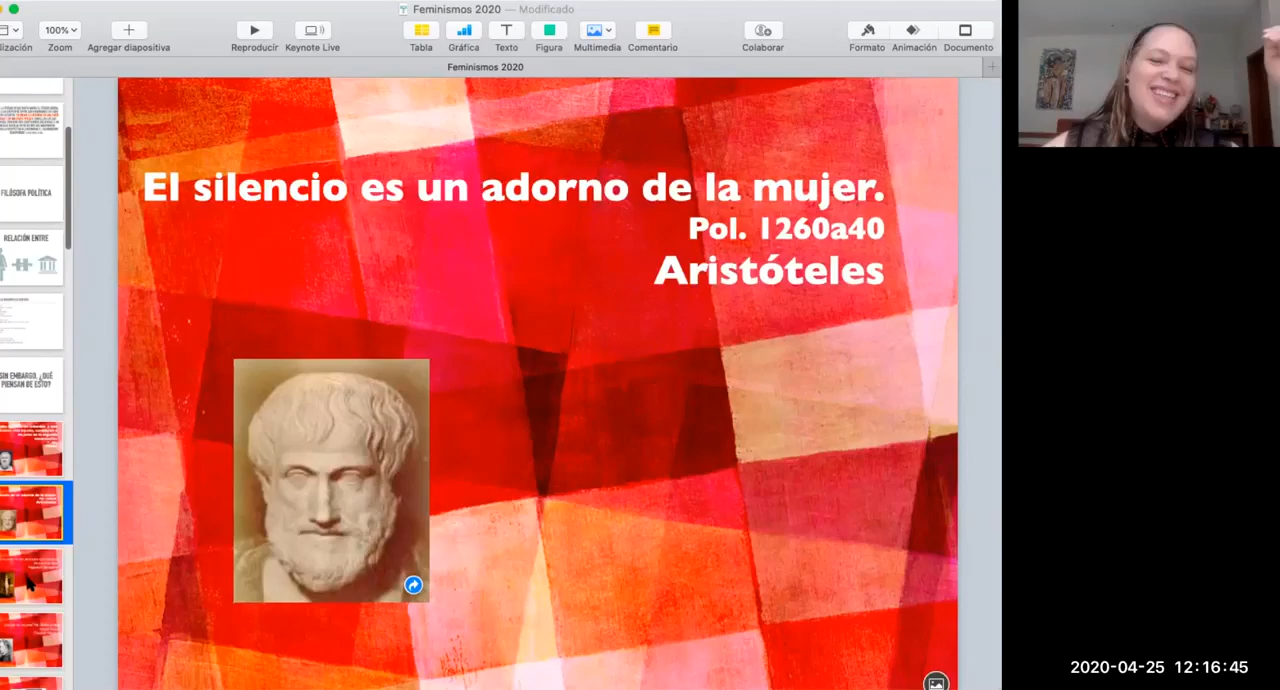 Feminismos 2020 — Modificado
100%
Zoom
Agregar diapositiva
Reproducir
Keynote Live
Tabla
Gráfica
Texto
Figura
Multimedia
Comentario
Colaborar
Formato
Animación
Documento
Feminismos 2020
FILÓSOFA POLÍTICA
RELACIÓN ENTRE
SIN EMBARGO, ¿QUÉ
PIENSAN DE ESTO?
El silencio es un adorno de la mujer.
Pol. 1260a40
Aristóteles
2020-04-25 12:16:45